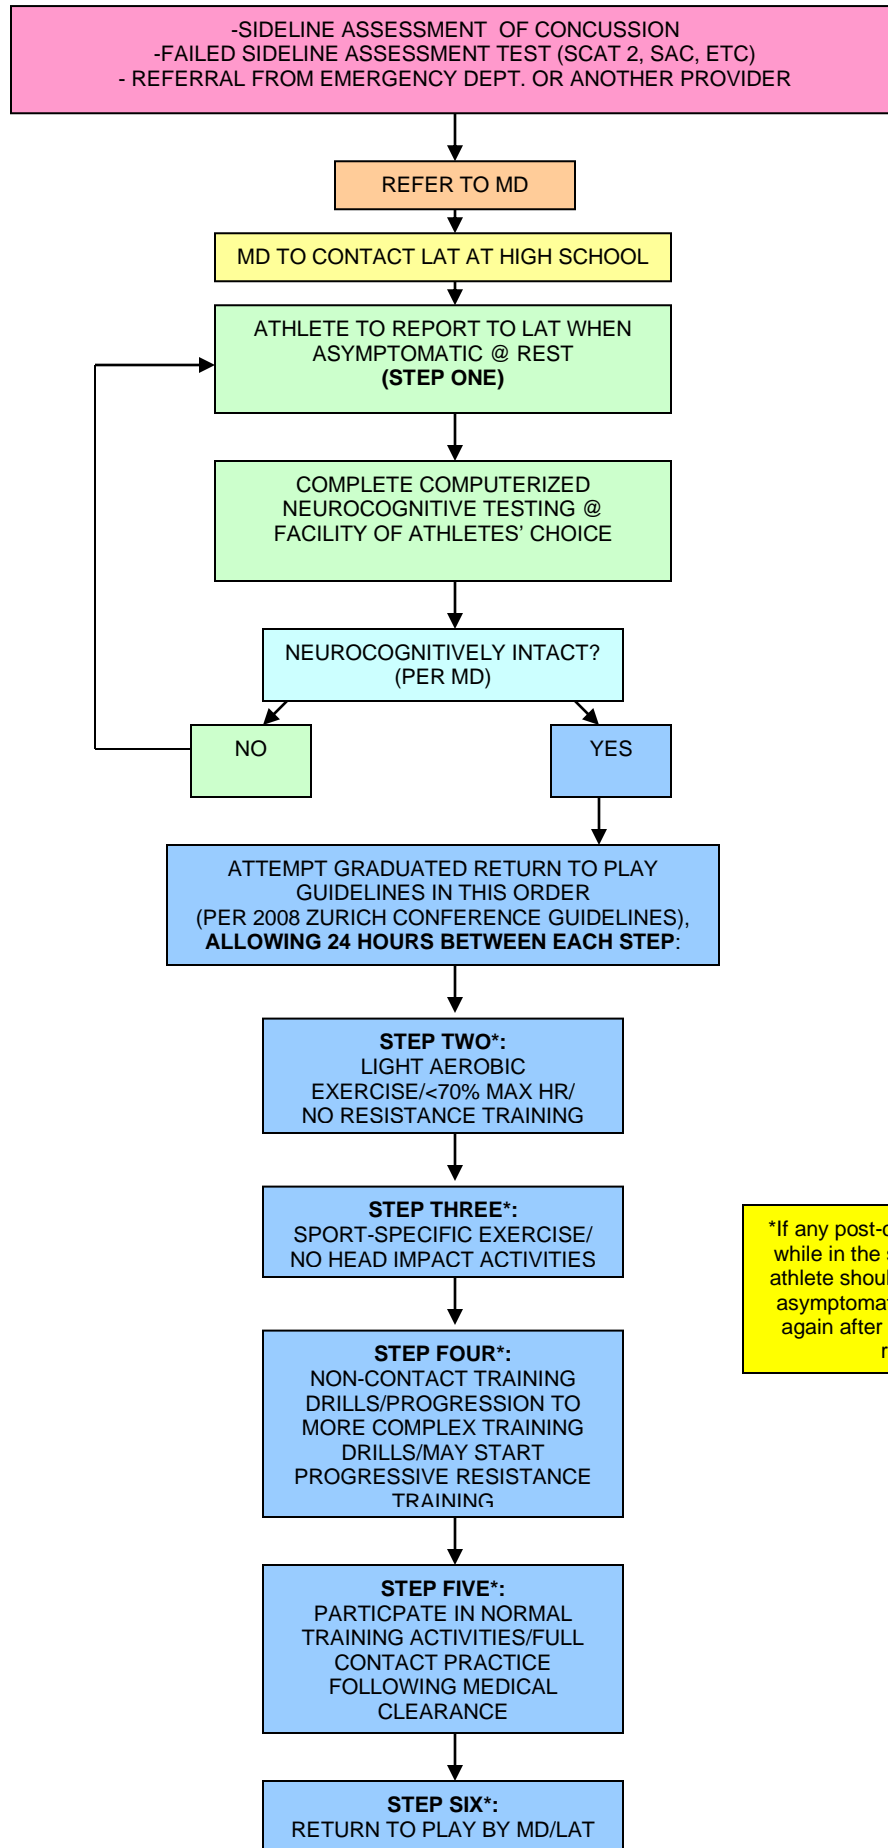 -SIDELINE ASSESSMENT OF CONCUSSION
-FAILED SIDELINE ASSESSMENT TEST (SCAT 2, SAC, ETC)
- REFERRAL FROM EMERGENCY DEPT. OR ANOTHER PROVIDER
REFER TO MD
MD TO CONTACT LAT AT HIGH SCHOOL
ATHLETE TO REPORT TO LAT WHEN
ASYMPTOMATIC @ REST
(STEP ONE)
COMPLETE COMPUTERIZED
NEUROCOGNITIVE TESTING @
FACILITY OF ATHLETES’ CHOICE
NEUROCOGNITIVELY INTACT?
(PER MD)
NO
YES
ATTEMPT GRADUATED RETURN TO PLAY
GUIDELINES IN THIS ORDER
(PER 2008 ZURICH CONFERENCE GUIDELINES),
ALLOWING 24 HOURS BETWEEN EACH STEP:
STEP TWO*:
LIGHT AEROBIC
EXERCISE/<70% MAX HR/
NO RESISTANCE TRAINING
STEP THREE*:
SPORT-SPECIFIC EXERCISE/
NO HEAD IMPACT ACTIVITIES
*If any post-
while in the
athlete
again after
STEP FOUR*:
NON-CONTACT TRAINING
DRILLS/PROGRESSION TO
MORE COMPLEX TRAINING
DRILLS/MAY START
PROGRESSIVE RESISTANCE
TRAINING
STEP FIVE*:
PARTICPATE IN NORMAL
TRAINING ACTIVITIES/FULL
CONTACT PRACTICE
FOLLOWING MEDICAL
CLEARANCE
STEP SIX*:
RETURN TO PLAY BY MD/LAT